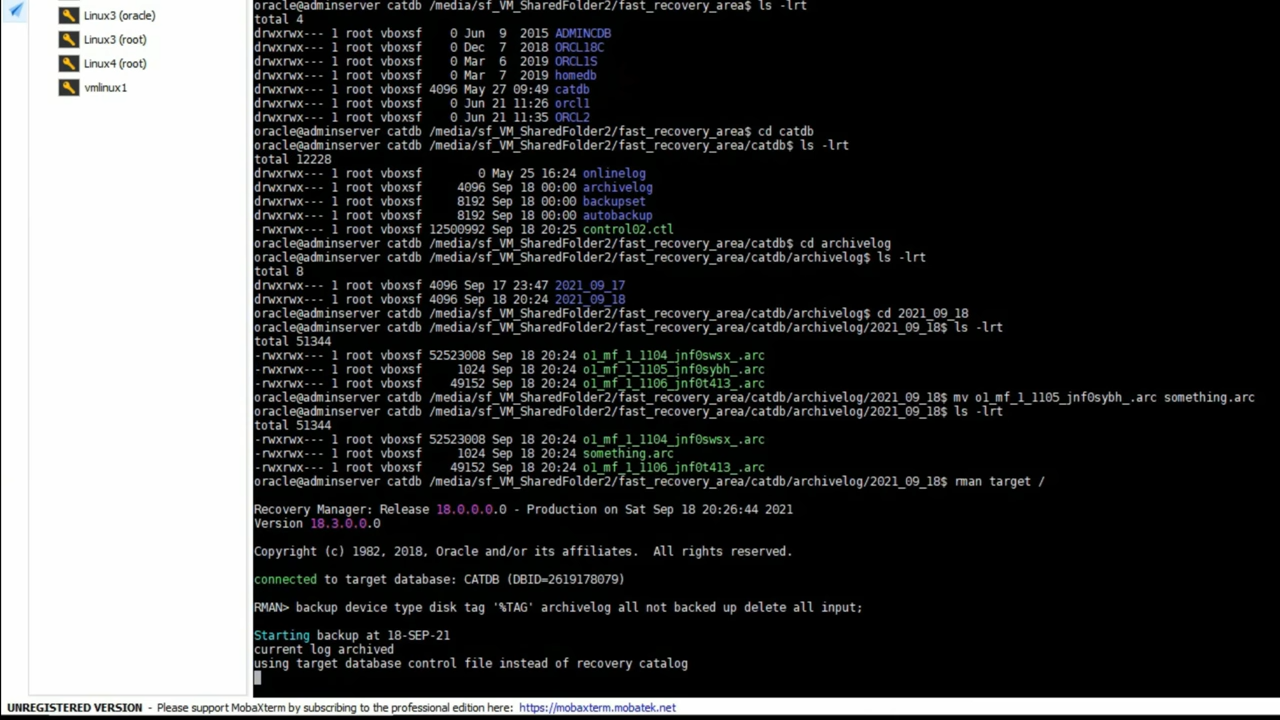 Linux3 (oracle)
Linux3 (root)
Linux4 (root)
vmlinux1
oracle@adminserver catdb /media/sf_VM_SharedFolder2/fast_recovery_area$ ls -lrt
total 4
drwxrwx--- 1 root vboxsf    0 Jun  9  2015 ADMINCDB
drwxrwx--- 1 root vboxsf    0 Dec  7  2018 ORCL18C
drwxrwx--- 1 root vboxsf    0 Mar  6  2019 ORCL1S
drwxrwx--- 1 root vboxsf    0 Mar  7  2019 homedb
drwxrwx--- 1 root vboxsf 4096 May 27 09:49 catdb
drwxrwx--- 1 root vboxsf    0 Jun 21 11:26 orcl1
drwxrwx--- 1 root vboxsf    0 Jun 21 11:35 ORCL2
oracle@adminserver catdb /media/sf_VM_SharedFolder2/fast_recovery_area$ cd catdb
oracle@adminserver catdb /media/sf_VM_SharedFolder2/fast_recovery_area/catdb$ ls -lrt
total 12228
drwxrwx--- 1 root vboxsf        0 May 25 16:24 onlinelog
drwxrwx--- 1 root vboxsf     4096 Sep 18 00:00 archivelog
drwxrwx--- 1 root vboxsf     8192 Sep 18 00:00 backupset
drwxrwx--- 1 root vboxsf     8192 Sep 18 00:00 autobackup
-rwxrwx--- 1 root vboxsf 12500992 Sep 18 20:25 control02.ctl
oracle@adminserver catdb /media/sf_VM_SharedFolder2/fast_recovery_area/catdb$ cd archivelog
oracle@adminserver catdb /media/sf_VM_SharedFolder2/fast_recovery_area/catdb/archivelog$ ls -lrt
total 8
drwxrwx--- 1 root vboxsf 4096 Sep 17 23:47 2021_09_17
drwxrwx--- 1 root vboxsf 4096 Sep 18 20:24 2021_09_18
oracle@adminserver catdb /media/sf_VM_SharedFolder2/fast_recovery_area/catdb/archivelog$ cd 2021_09_18
oracle@adminserver catdb /media/sf_VM_SharedFolder2/fast_recovery_area/catdb/archivelog/2021_09_18$ ls -lrt
total 51344
-rwxrwx--- 1 root vboxsf 52523008 Sep 18 20:24 o1_mf_1_1104_jnf0swsx_.arc
-rwxrwx--- 1 root vboxsf     1024 Sep 18 20:24 o1_mf_1_1105_jnf0sybh_.arc
-rwxrwx--- 1 root vboxsf    49152 Sep 18 20:24 o1_mf_1_1106_jnf0t413_.arc
oracle@adminserver catdb /media/sf_VM_SharedFolder2/fast_recovery_area/catdb/archivelog/2021_09_18$ mv o1_mf_1_1105_jnf0sybh_.arc something.arc
oracle@adminserver catdb /media/sf_VM_SharedFolder2/fast_recovery_area/catdb/archivelog/2021_09_18$ ls -lrt
total 51344
-rwxrwx--- 1 root vboxsf 52523008 Sep 18 20:24 o1_mf_1_1104_jnf0swsx_.arc
-rwxrwx--- 1 root vboxsf     1024 Sep 18 20:24 something.arc
-rwxrwx--- 1 root vboxsf    49152 Sep 18 20:24 o1_mf_1_1106_jnf0t413_.arc
oracle@adminserver catdb /media/sf_VM_SharedFolder2/fast_recovery_area/catdb/archivelog/2021_09_18$ rman target /
Recovery Manager: Release 18.0.0.0.0 - Production on Sat Sep 18 20:26:44 2021
Version 18.3.0.0.0
Copyright (c) 1982, 2018, Oracle and/or its affiliates.  All rights reserved.
connected to target database: CATDB (DBID=2619178079)
RMAN> backup device type disk tag '%TAG' archivelog all not backed up delete all input;
Starting backup at 18-SEP-21
current log archived
using target database control file instead of recovery catalog
UNREGISTERED VERSION - Please support MobaXterm by subscribing to the professional edition here: https://mobaxterm.mobatek.net